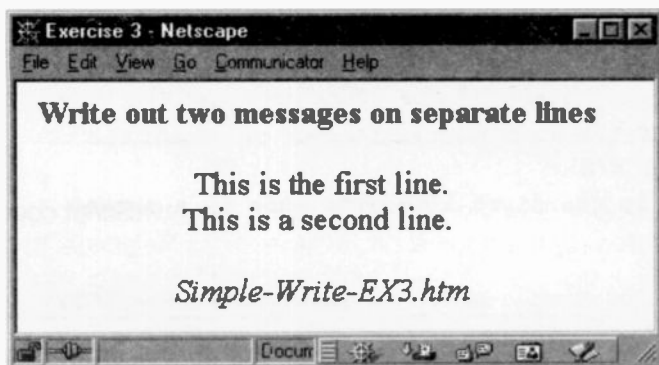 Exercise 3 - Netscape
File Edit View Go Communicator Help
Write out two messages on separate lines
This is the first line.
This is a second line.
Simple-Write-EX3.htm
Docum